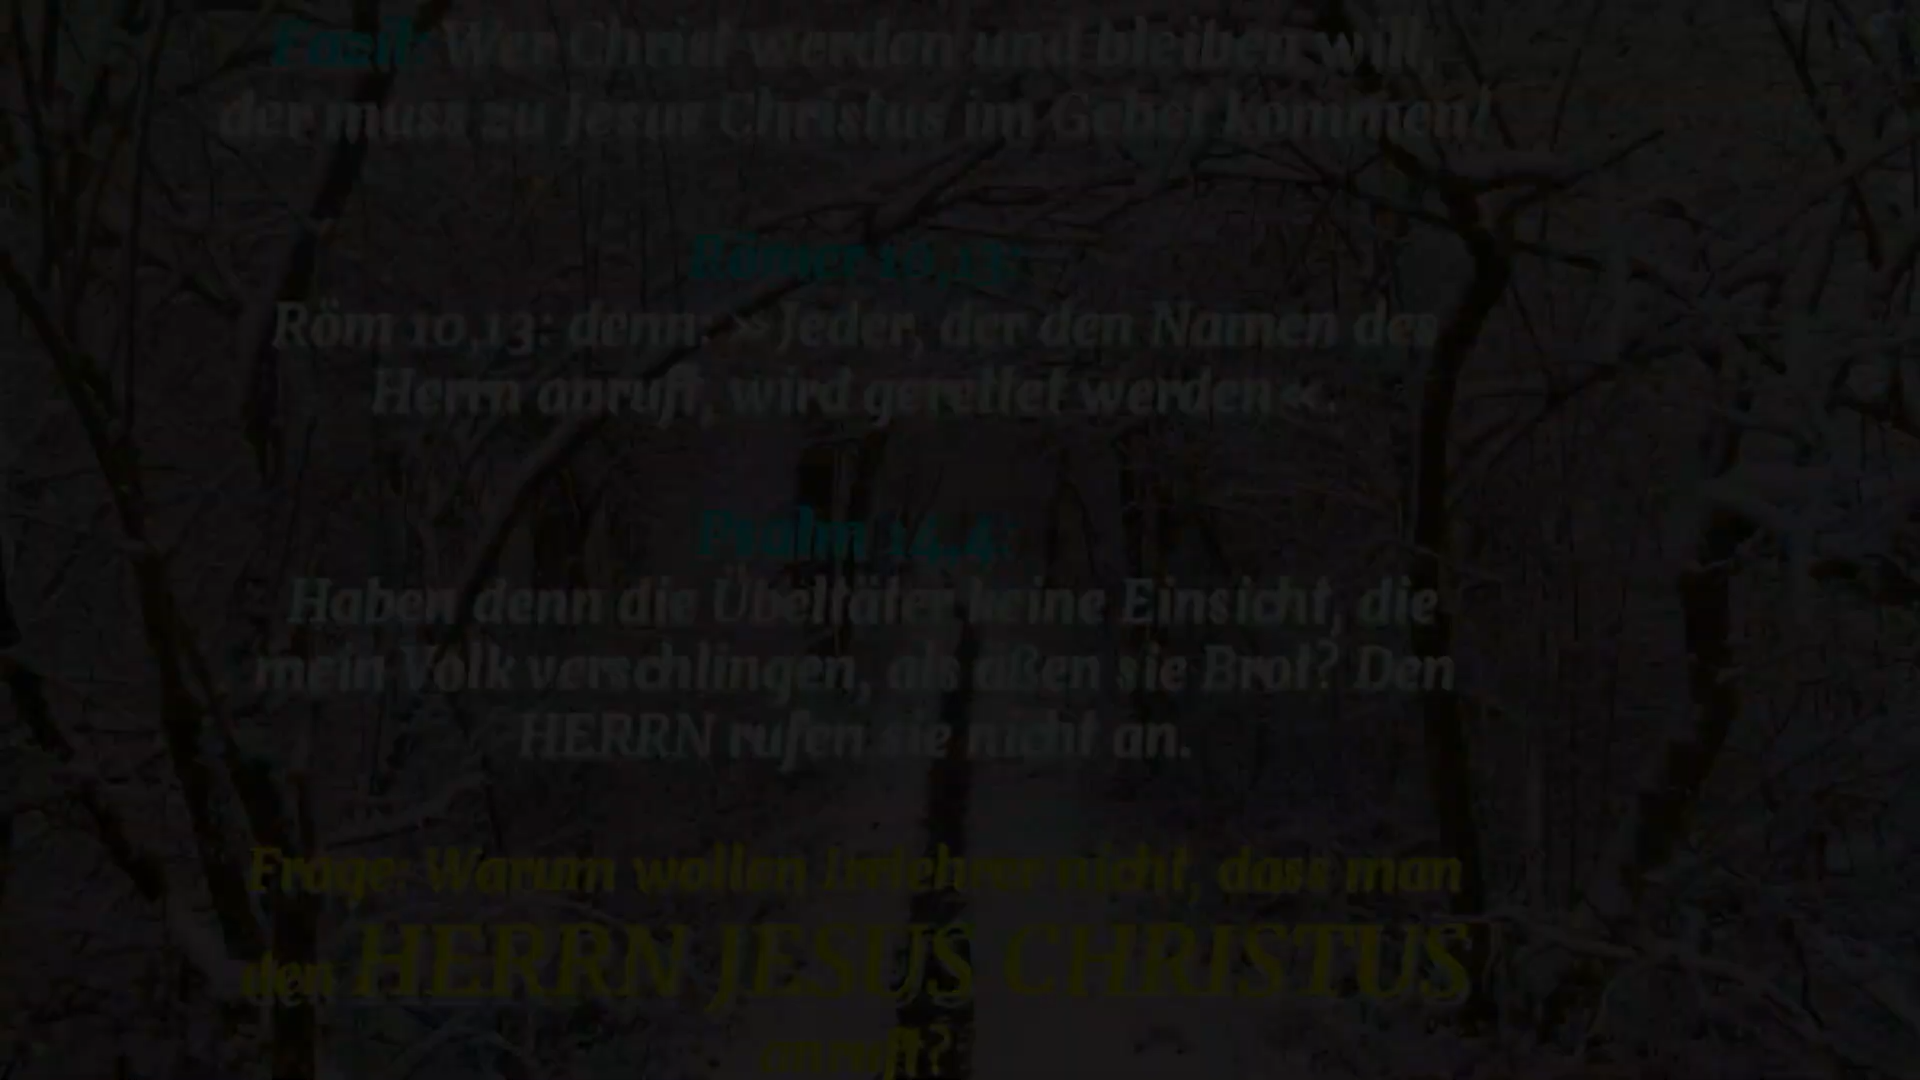 Fazit: Wer Christ werden und bleiben will,
der muss zu Jesus Christus im Gebet kommen!
Römer 10,13:
Röm 10,13: denn: »Jeder, der den Namen des
Herrn anruft, wird gerettet werden«.
Psalm 14,4:
Haben denn die Übeltäter keine Einsicht, die
mein Volk verschlingen, als äßen sie Brot? Den
HERRN rufen sie nicht an.
Frage: Warum wollen Irrlehrer nicht, dass man
den HERRN JESUS CHRISTUS
anruft?